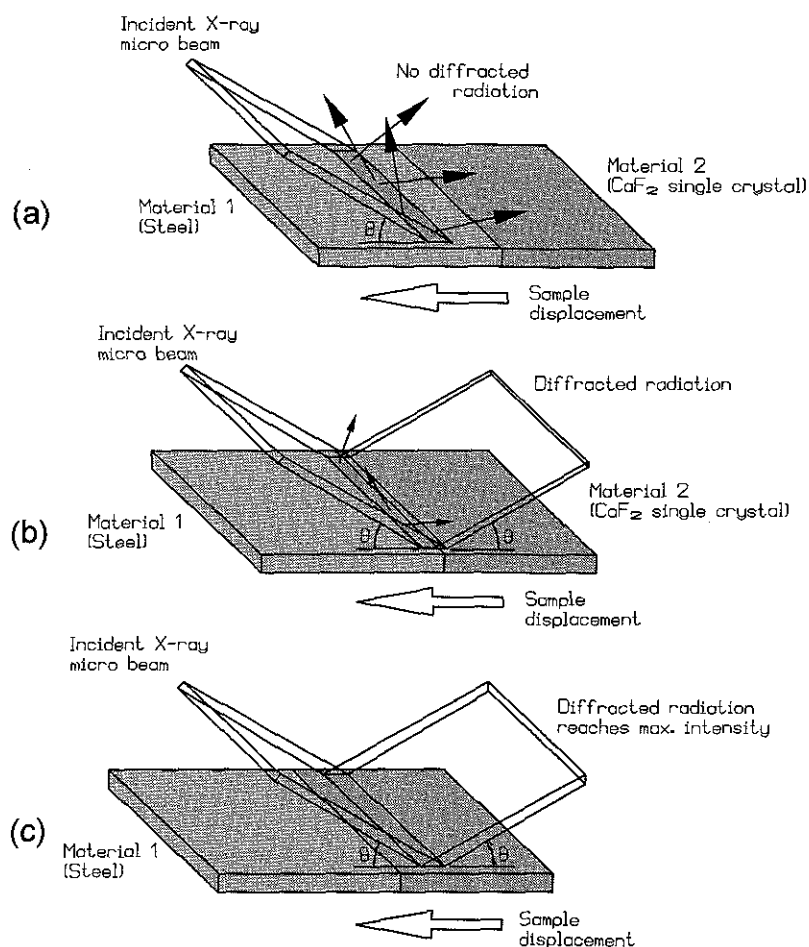 Incident X-ray
micro beam
No diffracted
radiation
Material 2
(CaF₂ single crystal)
(a)
Material 1
(Steel)
θ
Sample
displacement
Incident X-ray
micro beam
Diffracted radiation
Material 2
(CaF₂ single crystal)
(b)
Material 1
(Steel)
θ
θ
Sample
displacement
Incident X-ray
micro beam
Diffracted radiation
reaches max. intensity
(c)
Material 1
(Steel)
θ
θ
Sample
displacement